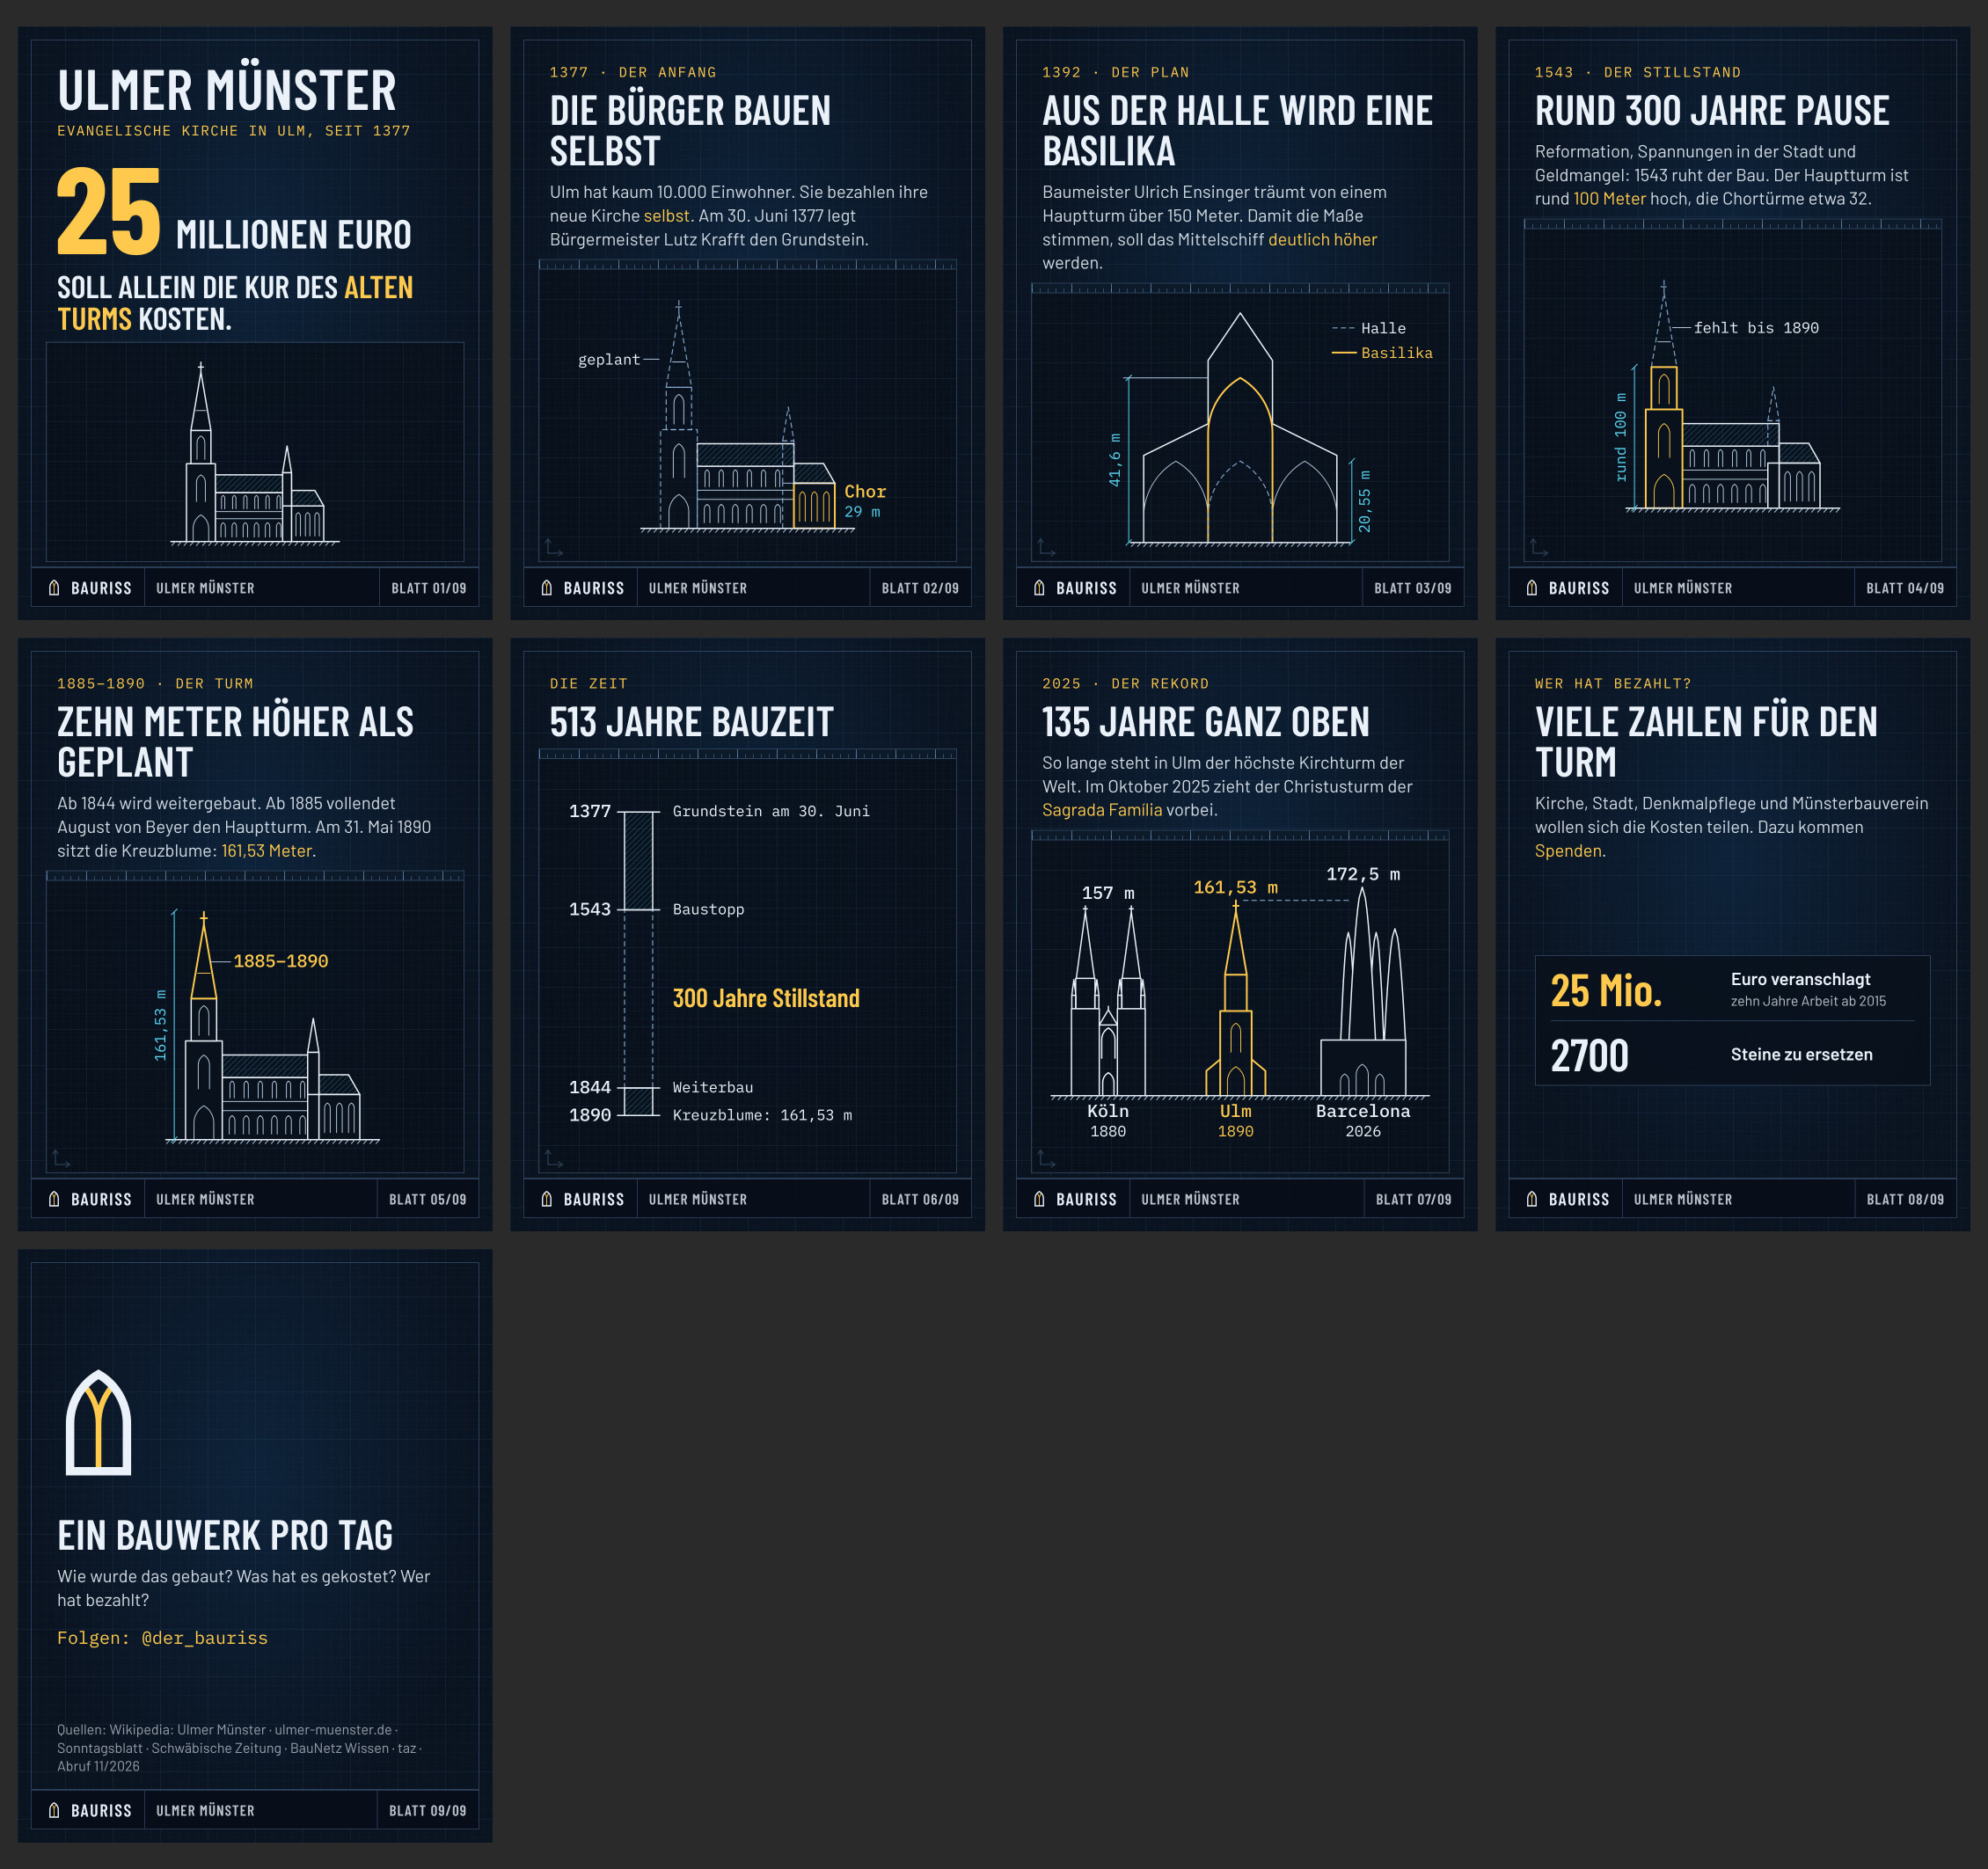 ULMER MÜNSTER
EVANGELISCHE KIRCHE IN ULM, SEIT 1377
25 MILLIONEN EURO
SOLL ALLEIN DIE KUR DES ALTEN
TURMS KOSTEN.
BAURISS ULMER MÜNSTER BLATT 01/09
1377 · DER ANFANG
DIE BÜRGER BAUEN
SELBST
Ulm hat kaum 10.000 Einwohner. Sie bezahlen ihre
neue Kirche selbst. Am 30. Juni 1377 legt
Bürgermeister Lutz Krafft den Grundstein.
geplant
Chor
29 m
BAURISS ULMER MÜNSTER BLATT 02/09
1392 · DER PLAN
AUS DER HALLE WIRD EINE
BASILIKA
Baumeister Ulrich Ensinger träumt von einem
Hauptturm über 150 Meter. Damit die Maße
stimmen, soll das Mittelschiff deutlich höher
werden.
Halle
Basilika
41,6 m
20,55 m
BAURISS ULMER MÜNSTER BLATT 03/09
1543 · DER STILLSTAND
RUND 300 JAHRE PAUSE
Reformation, Spannungen in der Stadt und
Geldmangel: 1543 ruht der Bau. Der Hauptturm ist
rund 100 Meter hoch, die Chortürme etwa 32.
fehlt bis 1890
rund 100 m
BAURISS ULMER MÜNSTER BLATT 04/09
1885–1890 · DER TURM
ZEHN METER HÖHER ALS
GEPLANT
Ab 1844 wird weitergebaut. Ab 1885 vollendet
August von Beyer den Hauptturm. Am 31. Mai 1890
sitzt die Kreuzblume: 161,53 Meter.
1885–1890
161,53 m
BAURISS ULMER MÜNSTER BLATT 05/09
DIE ZEIT
513 JAHRE BAUZEIT
1377 Grundstein am 30. Juni
1543 Baustopp
300 Jahre Stillstand
1844 Weiterbau
1890 Kreuzblume: 161,53 m
BAURISS ULMER MÜNSTER BLATT 06/09
2025 · DER REKORD
135 JAHRE GANZ OBEN
So lange steht in Ulm der höchste Kirchturm der
Welt. Im Oktober 2025 zieht der Christusturm der
Sagrada Família vorbei.
157 m 161,53 m 172,5 m
Köln Ulm Barcelona
1880 1890 2026
BAURISS ULMER MÜNSTER BLATT 07/09
WER HAT BEZAHLT?
VIELE ZAHLEN FÜR DEN
TURM
Kirche, Stadt, Denkmalpflege und Münsterbauverein
wollen sich die Kosten teilen. Dazu kommen
Spenden.
25 Mio. Euro veranschlagt
zehn Jahre Arbeit ab 2015
2700 Steine zu ersetzen
BAURISS ULMER MÜNSTER BLATT 08/09
EIN BAUWERK PRO TAG
Wie wurde das gebaut? Was hat es gekostet? Wer
hat bezahlt?
Folgen: @der_bauriss
Quellen: Wikipedia: Ulmer Münster · ulmer-muenster.de ·
Sonntagsblatt · Schwäbische Zeitung · BauNetz Wissen · taz ·
Abruf 11/2026
BAURISS ULMER MÜNSTER BLATT 09/09